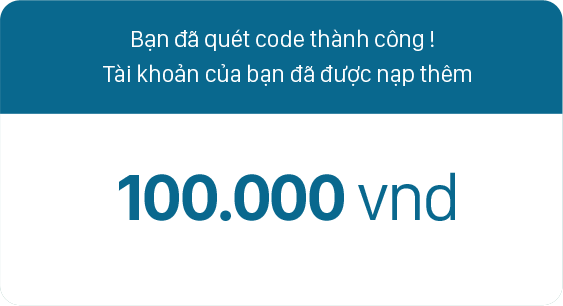 Bạn đã quét code thành công !
Tài khoản của bạn đã được nạp thêm
100.000 vnd